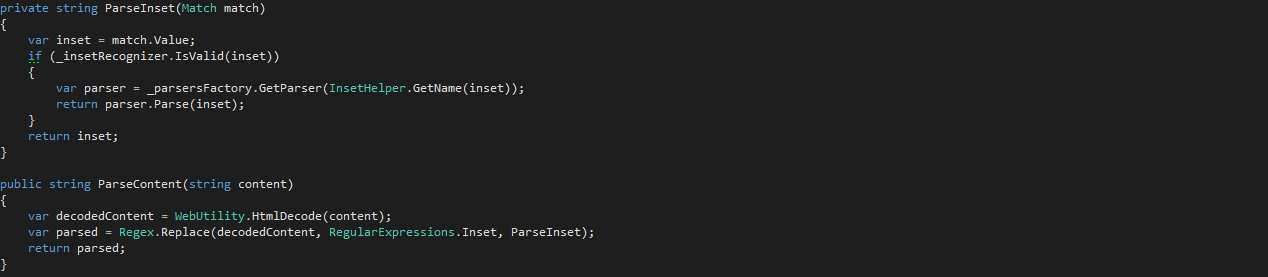 private string ParseInset(Match match)
{
    var inset = match.Value;
    if (_insetRecognizer.IsValid(inset))
    {
        var parser = _parsersFactory.GetParser(InsetHelper.GetName(inset));
        return parser.Parse(inset);
    }
    return inset;
}

public string ParseContent(string content)
{
    var decodedContent = WebUtility.HtmlDecode(content);
    var parsed = Regex.Replace(decodedContent, RegularExpressions.Inset, ParseInset);
    return parsed;
}